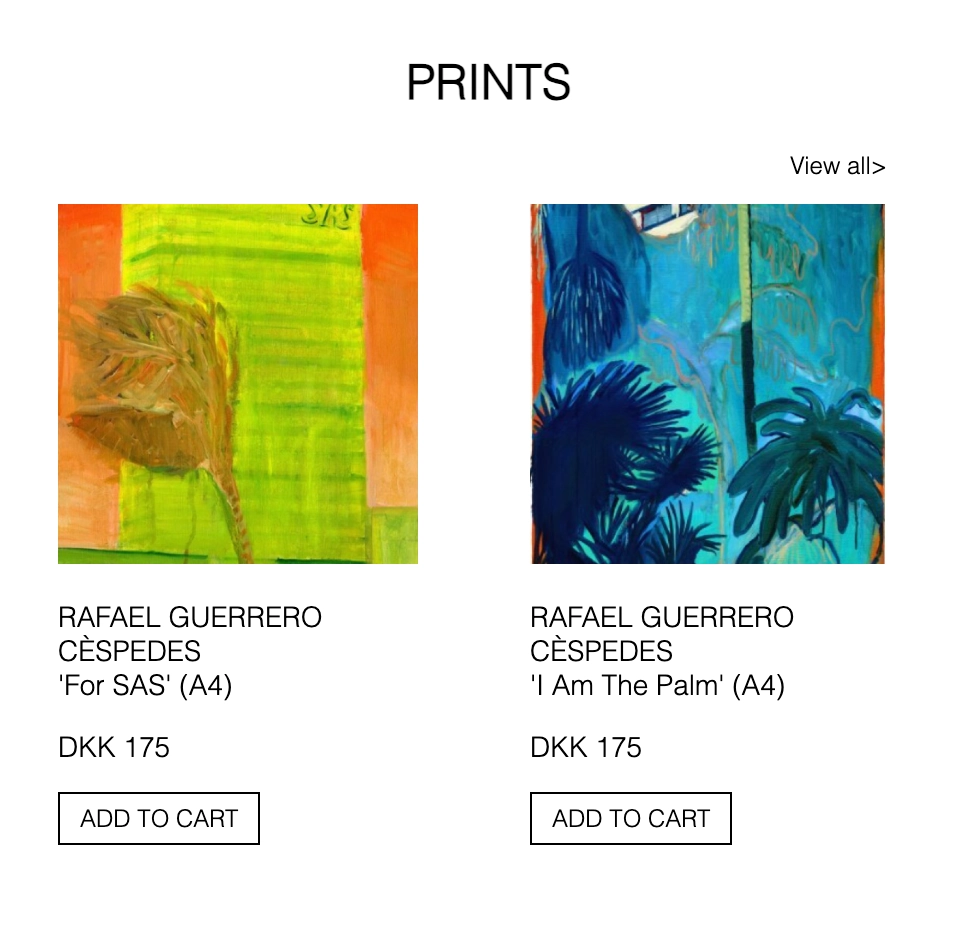 PRINTS
View all>
SAS
RAFAEL GUERRERO
CÈSPEDES
'For SAS' (A4)
DKK 175
ADD TO CART
RAFAEL GUERRERO
CÈSPEDES
'I Am The Palm' (A4)
DKK 175
ADD TO CART